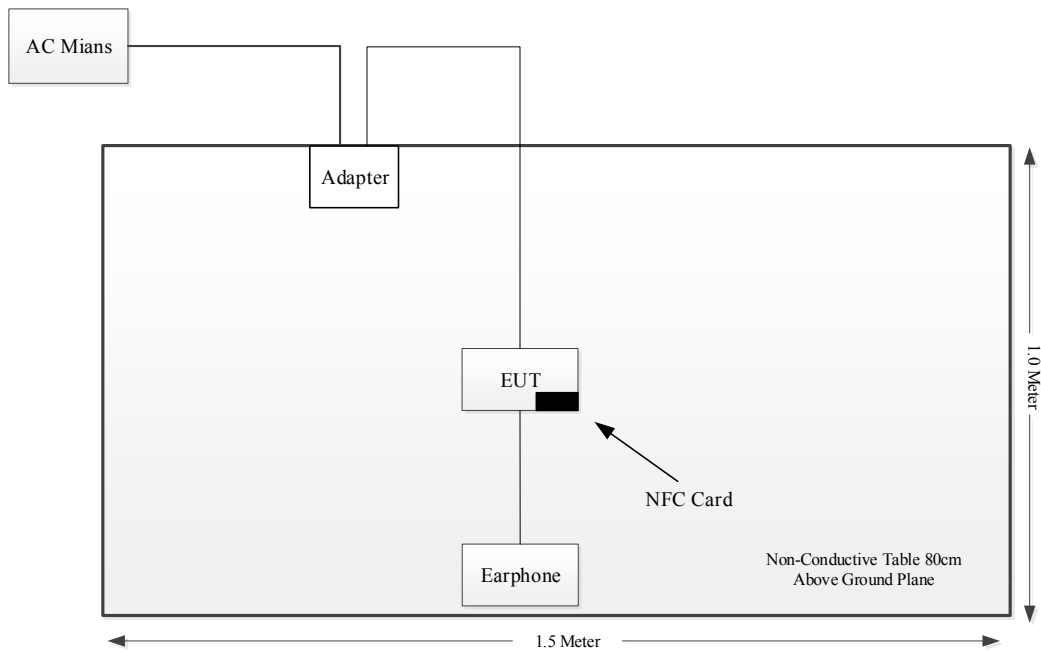 AC Mians
Adapter
EUT
NFC Card
Earphone
Non-Conductive Table 80cm
Above Ground Plane
1.0 Meter
1.5 Meter